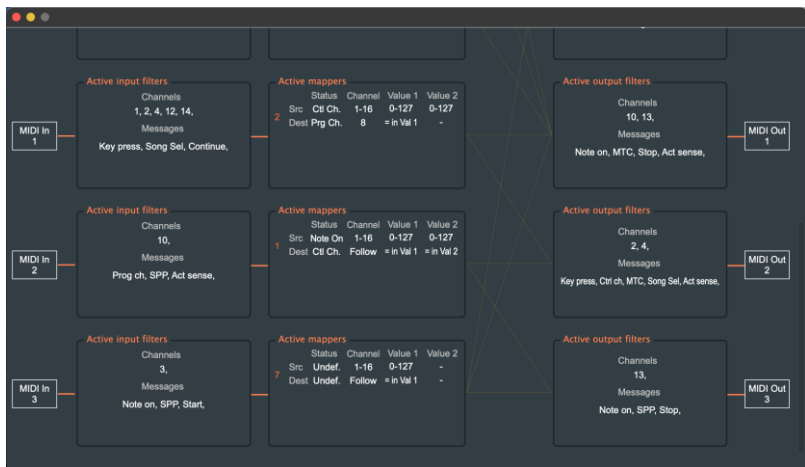 Active input filters
Channels
1, 2, 4, 12, 14,
Messages
Key press, Song Sel, Continue,
MIDI In
1
Active mappers
Status Channel Value 1 Value 2
2
Src Ctl Ch. 1-16 0-127 0-127
Dest Prg Ch. 8 = in Val 1 -
Active output filters
Channels
10, 13,
Messages
Note on, MTC, Stop, Act sense,
MIDI Out
1
Active input filters
Channels
10,
Messages
Prog ch, SPP, Act sense,
MIDI In
2
Active mappers
Status Channel Value 1 Value 2
1
Src Note On 1-16 0-127 0-127
Dest Ctl Ch. Follow = in Val 1 = in Val 2
Active output filters
Channels
2, 4,
Messages
Key press, Ctrl ch, MTC, Song Sel, Act sense,
MIDI Out
2
Active input filters
Channels
3,
Messages
Note on, SPP, Start,
MIDI In
3
Active mappers
Status Channel Value 1 Value 2
7
Src Undef. 1-16 0-127 -
Dest Undef. Follow = in Val 1 -
Active output filters
Channels
13,
Messages
Note on, SPP, Stop,
MIDI Out
3